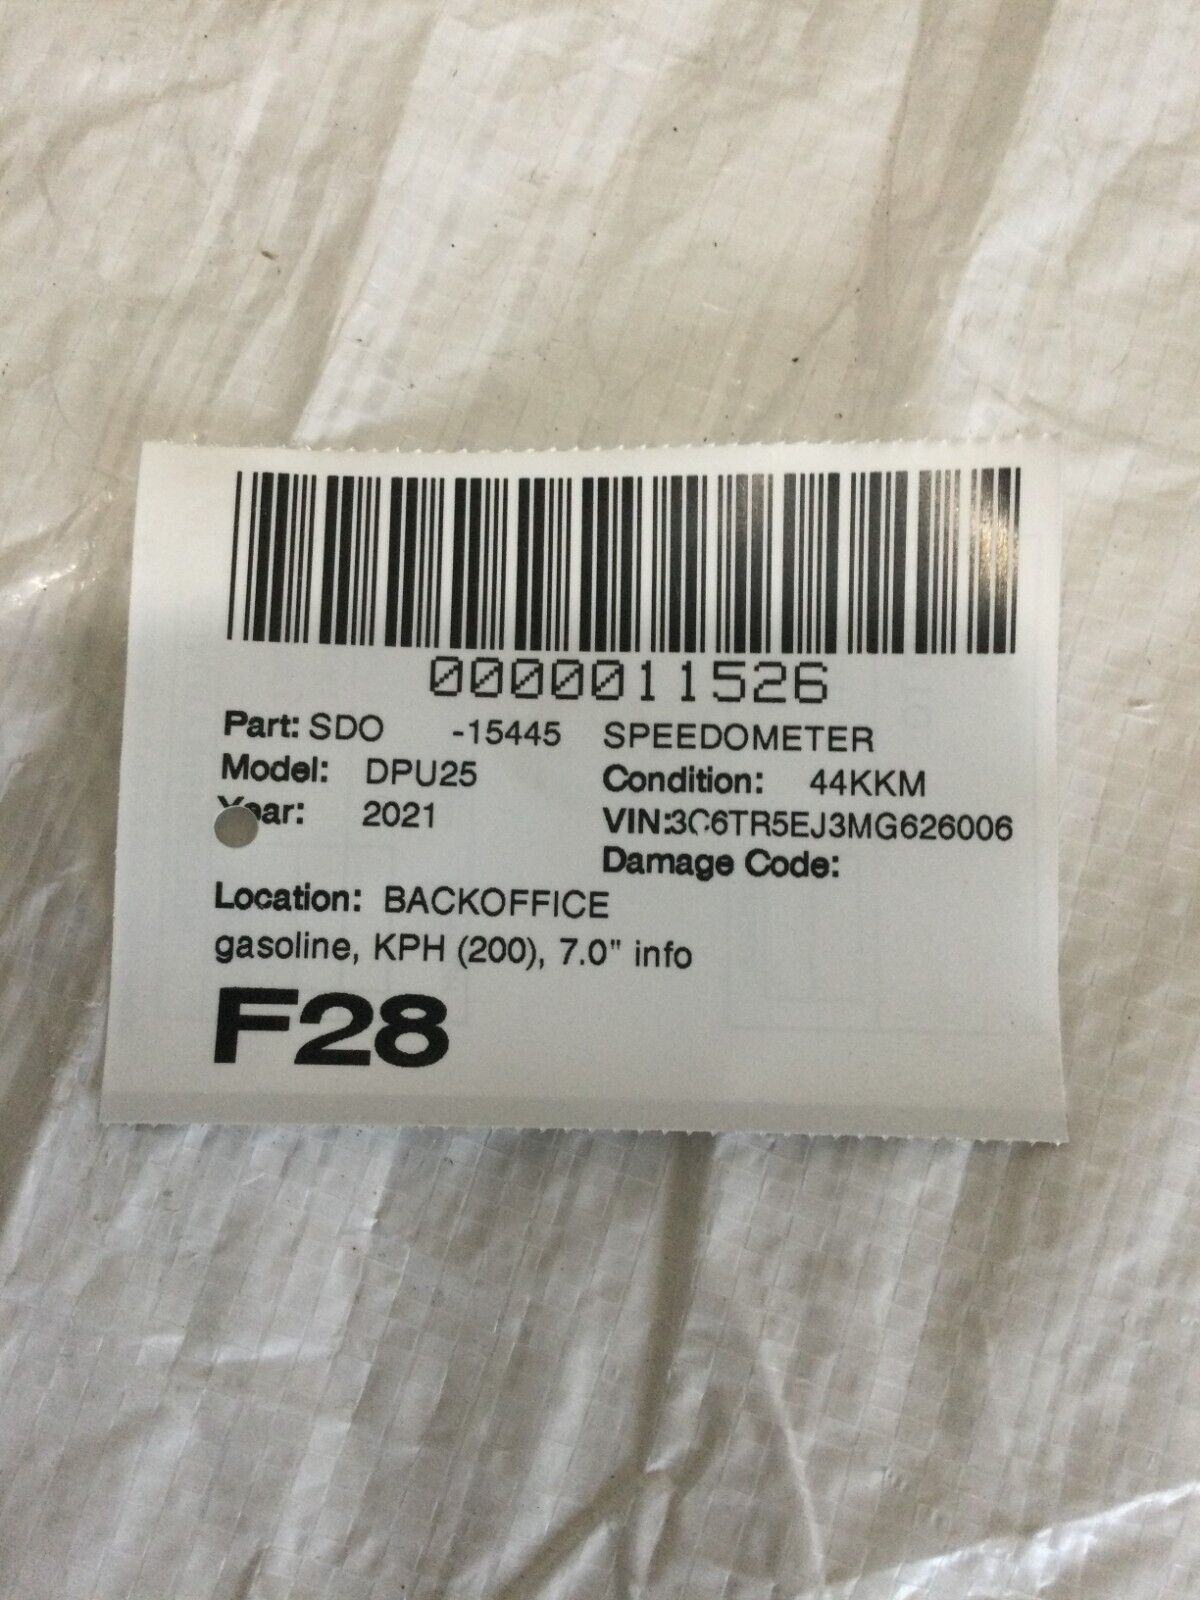 0000011526
Part: SDO -15445 SPEEDOMETER
Model: DPU25 Condition: 44KKM
Year: 2021 VIN:3C6TR5EJ3MG626006
Damage Code:
Location: BACKOFFICE
gasoline, KPH (200), 7.0" info
F28